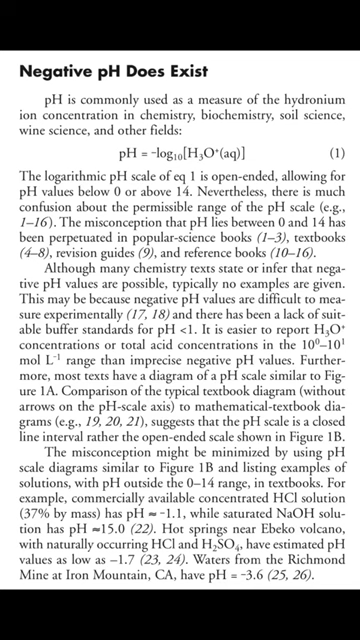 Negative pH Does Exist
pH is commonly used as a measure of the hydronium
ion concentration in chemistry, biochemistry, soil science,
wine science, and other fields:
pH = –log₁₀[H₃O⁺(aq)] (1)
The logarithmic pH scale of eq 1 is open-ended, allowing for
pH values below 0 or above 14. Nevertheless, there is much
confusion about the permissible range of the pH scale (e.g.,
1–16). The misconception that pH lies between 0 and 14 has
been perpetuated in popular-science books (1–3), textbooks
(4–8), revision guides (9), and reference books (10–16).
Although many chemistry texts state or infer that nega-
tive pH values are possible, typically no examples are given.
This may be because negative pH values are difficult to mea-
sure experimentally (17, 18) and there has been a lack of suit-
able buffer standards for pH <1. It is easier to report H₃O⁺
concentrations or total acid concentrations in the 10⁰–10¹
mol L⁻¹ range than imprecise negative pH values. Further-
more, most texts have a diagram of a pH scale similar to Fig-
ure 1A. Comparison of the typical textbook diagram (without
arrows on the pH-scale axis) to mathematical-textbook dia-
grams (e.g., 19, 20, 21), suggests that the pH scale is a closed
line interval rather the open-ended scale shown in Figure 1B.
The misconception might be minimized by using pH
scale diagrams similar to Figure 1B and listing examples of
solutions, with pH outside the 0–14 range, in textbooks. For
example, commercially available concentrated HCl solution
(37% by mass) has pH ≈ –1.1, while saturated NaOH solu-
tion has pH ≈15.0 (22). Hot springs near Ebeko volcano,
with naturally occurring HCl and H₂SO₄, have estimated pH
values as low as –1.7 (23, 24). Waters from the Richmond
Mine at Iron Mountain, CA, have pH = –3.6 (25, 26).